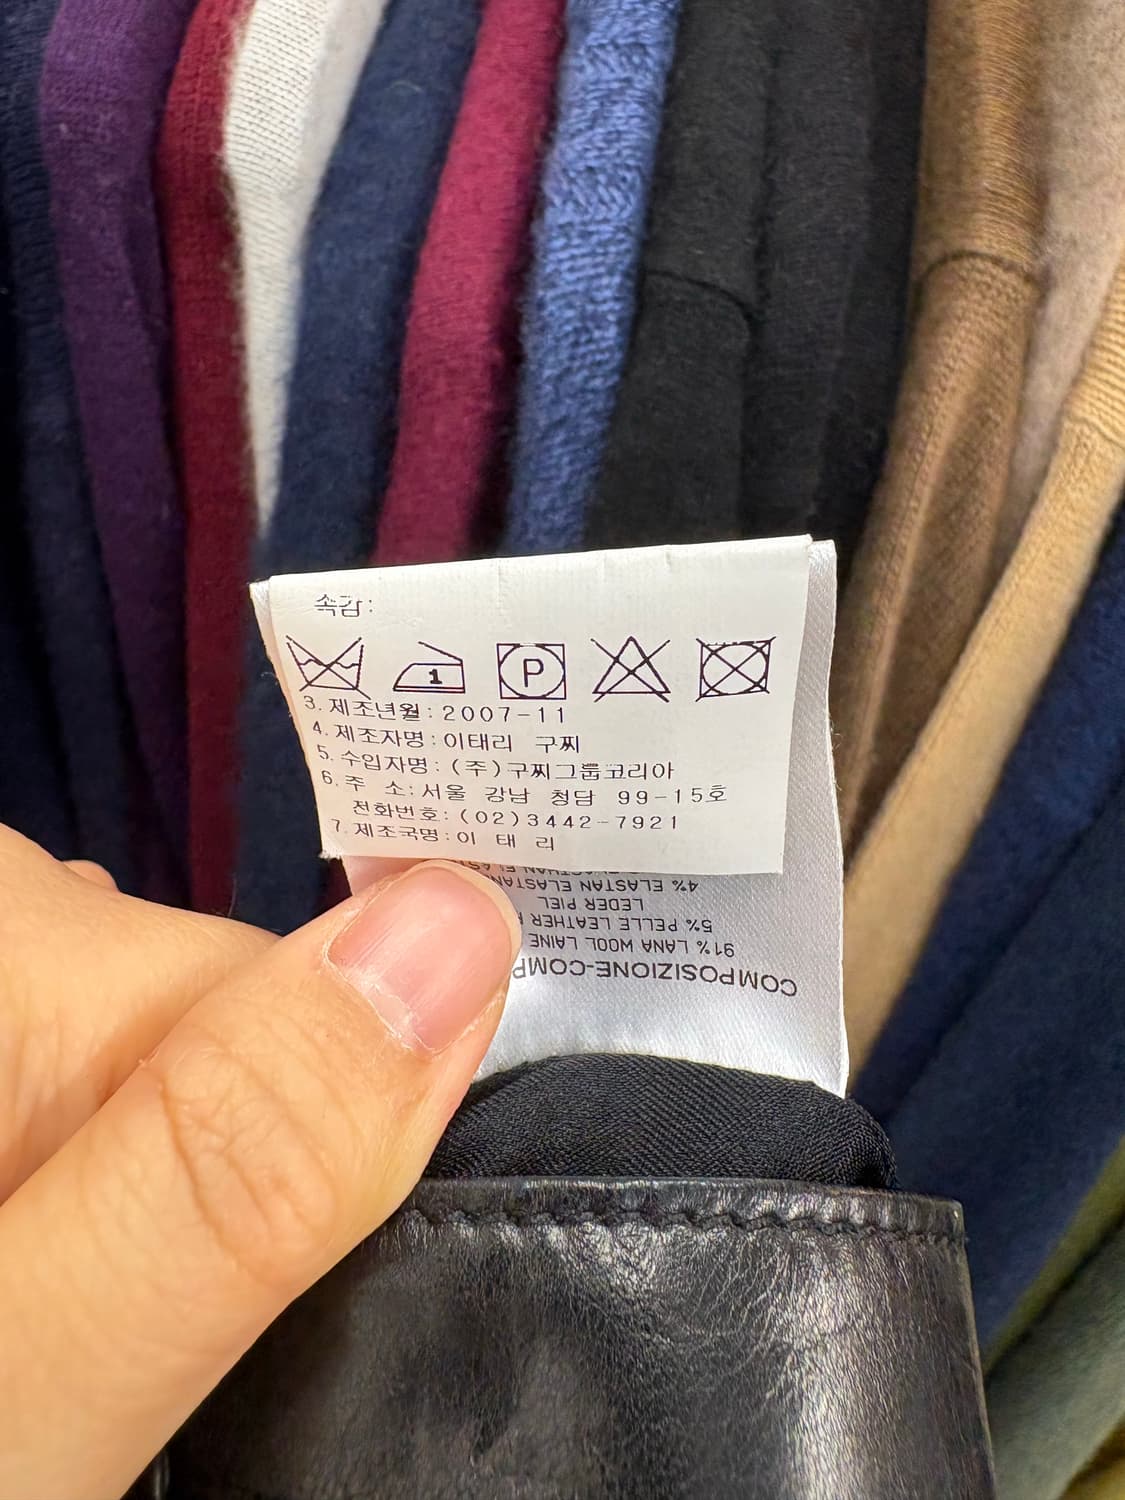 속감:
1
P
3. 제조년월: 2007-11
4. 제조자명: 이태리 구찌
5. 수입자명: (주)구찌그룹코리아
6. 주 소: 서울 강남 청담 99-15호
전화번호: (02)3442-7921
7. 제조국명: 이 태 리
COMPOSIZIONE-COMP
91% LANA WOOL LAINE
5% PELLE LEATHER
LEDER PIEL
4% ELASTAN ELASTAN